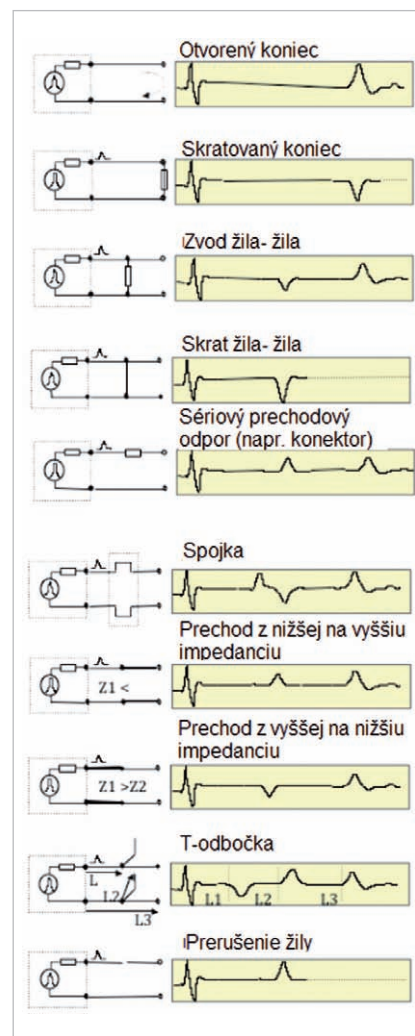 Otvorený koniec
Skratovaný koniec
Zvod žila- žila
Skrat žila- žila
Sériový prechodový
odpor (napr. konektor)
Spojka
Prechod z nižšej na vyššiu
impedanciu
Z1 <
Prechod z vyššej na nižšiu
impedanciu
Z1 >Z2
T-odbočka
L
L2
L3
L1 L2 L3
Prerušenie žily